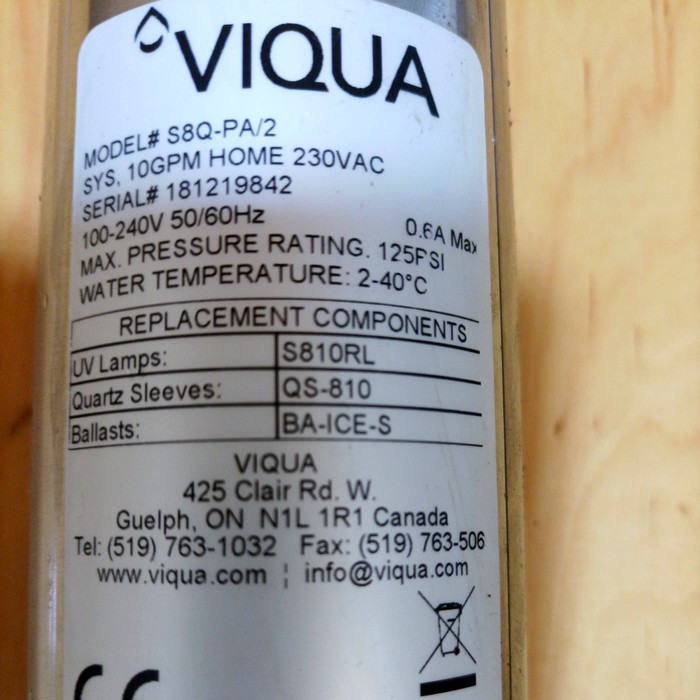 VIQUA
MODEL# S8Q-PA/2
SYS, 10GPM HOME 230VAC
SERIAL# 181219842
100-240V 50/60Hz 0.6A Max
MAX. PRESSURE RATING. 125PSI
WATER TEMPERATURE: 2-40°C
REPLACEMENT COMPONENTS
UV Lamps: S810RL
Quartz Sleeves: QS-810
Ballasts: BA-ICE-S
VIQUA
425 Clair Rd. W.
Guelph, ON N1L 1R1 Canada
Tel: (519) 763-1032 Fax: (519) 763-506
www.viqua.com ¦ info@viqua.com
CE